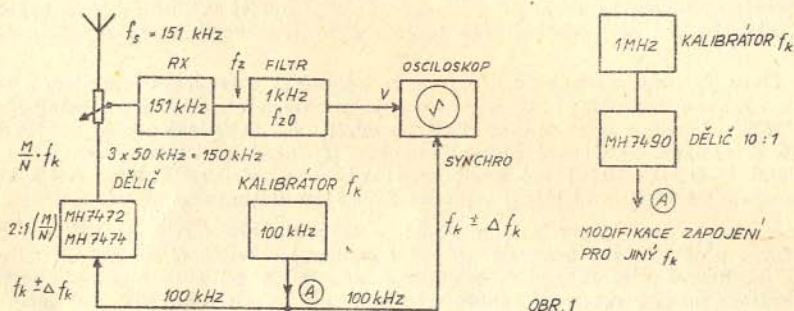 fₛ = 151 kHz
RX
151 kHz
f_z
FILTR
1kHz
f_z0
V
OSCILOSKOP
SYNCHRO
M/N · f_k
3 x 50 kHz = 150 kHz
DĚLIČ
2:1 (M/N)
MH7472
MH7474
KALIBRÁTOR f_k
100 kHz
f_k ± Δf_k
f_k ± Δf_k
100 kHz
A
100 kHz
1MHz
KALIBRÁTOR f_k
MH7490
DĚLIČ 10:1
A
MODIFIKACE ZAPOJENÍ
PRO JINÝ f_k
OBR.1